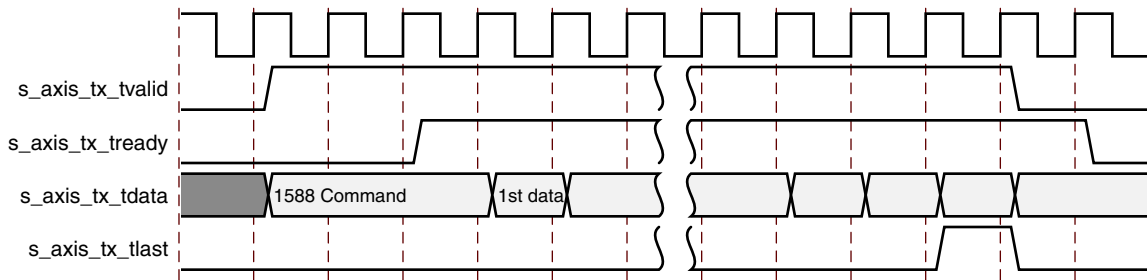 s_axis_tx_tvalid
s_axis_tx_tready
s_axis_tx_tdata 1588 Command 1st data
s_axis_tx_tlast